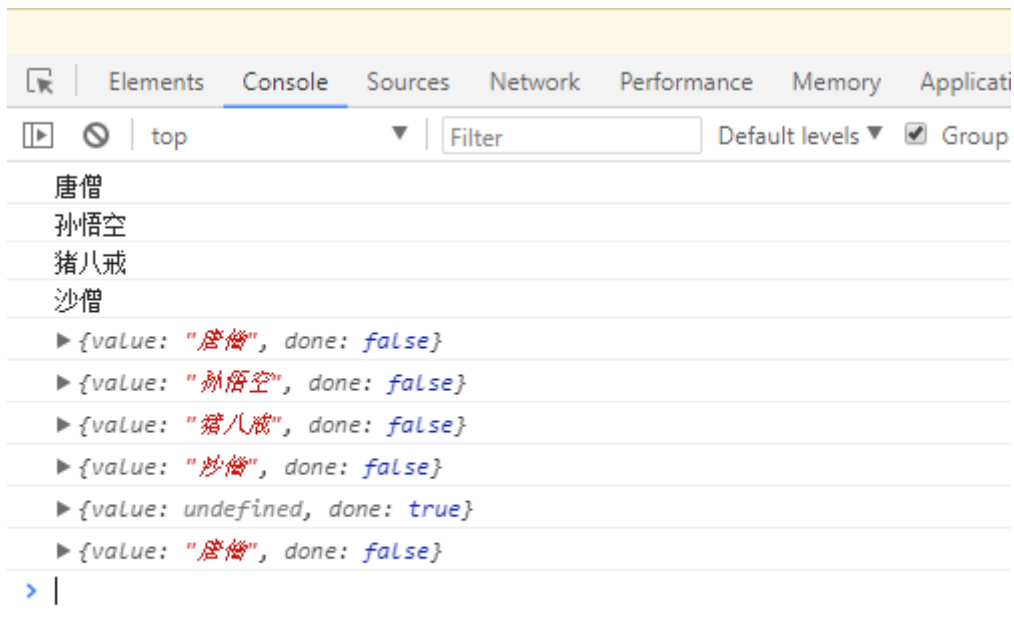 Elements Console Sources Network Performance Memory Applicati
top Filter Default levels Group
唐僧
孙悟空
猪八戒
沙僧
{value: "唐僧", done: false}
{value: "孙悟空", done: false}
{value: "猪八戒", done: false}
{value: "沙僧", done: false}
{value: undefined, done: true}
{value: "唐僧", done: false}